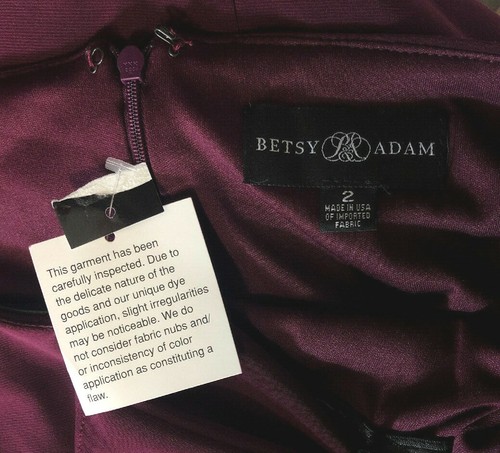 BETSY ADAM
2
MADE IN USA
OF IMPORTED
FABRIC
This garment has been
carefully inspected. Due to
the delicate nature of the
goods and our unique dye
application, slight irregularities
may be noticeable. We do
not consider fabric nubs and/
or inconsistency of color
application as constituting a
flaw.